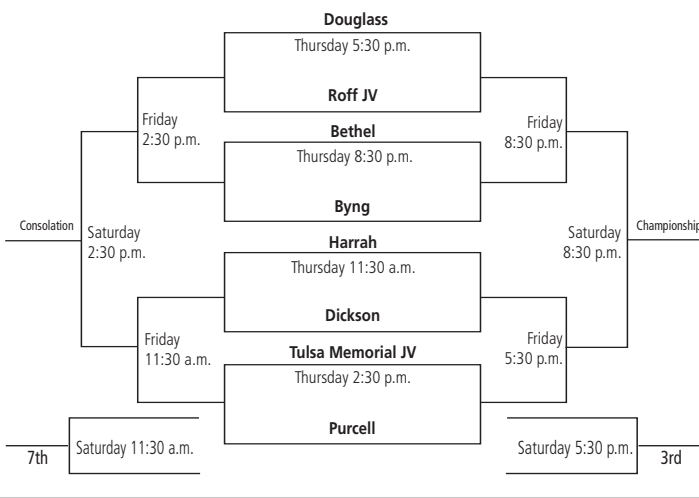 Douglass
Thursday 5:30 p.m.
Roff JV
Friday
2:30 p.m.
Friday
8:30 p.m.
Bethel
Thursday 8:30 p.m.
Byng
Consolation
Saturday
2:30 p.m.
Saturday
8:30 p.m.
Championship
Harrah
Thursday 11:30 a.m.
Dickson
Friday
11:30 a.m.
Friday
5:30 p.m.
Tulsa Memorial JV
Thursday 2:30 p.m.
Purcell
7th
Saturday 11:30 a.m.
Saturday 5:30 p.m.
3rd